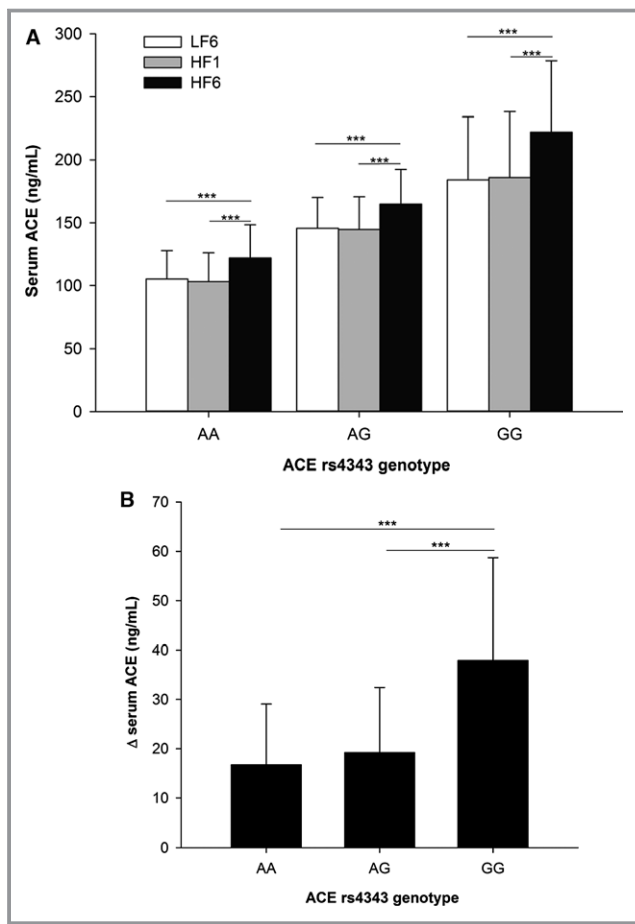 A
300
250
200
150
100
50
0
Serum ACE (ng/mL)
LF6
HF1
HF6
***
***
***
***
***
***
AA AG GG
ACE rs4343 genotype
B
70
60
50
40
30
20
10
0
Δ serum ACE (ng/mL)
***
***
AA AG GG
ACE rs4343 genotype